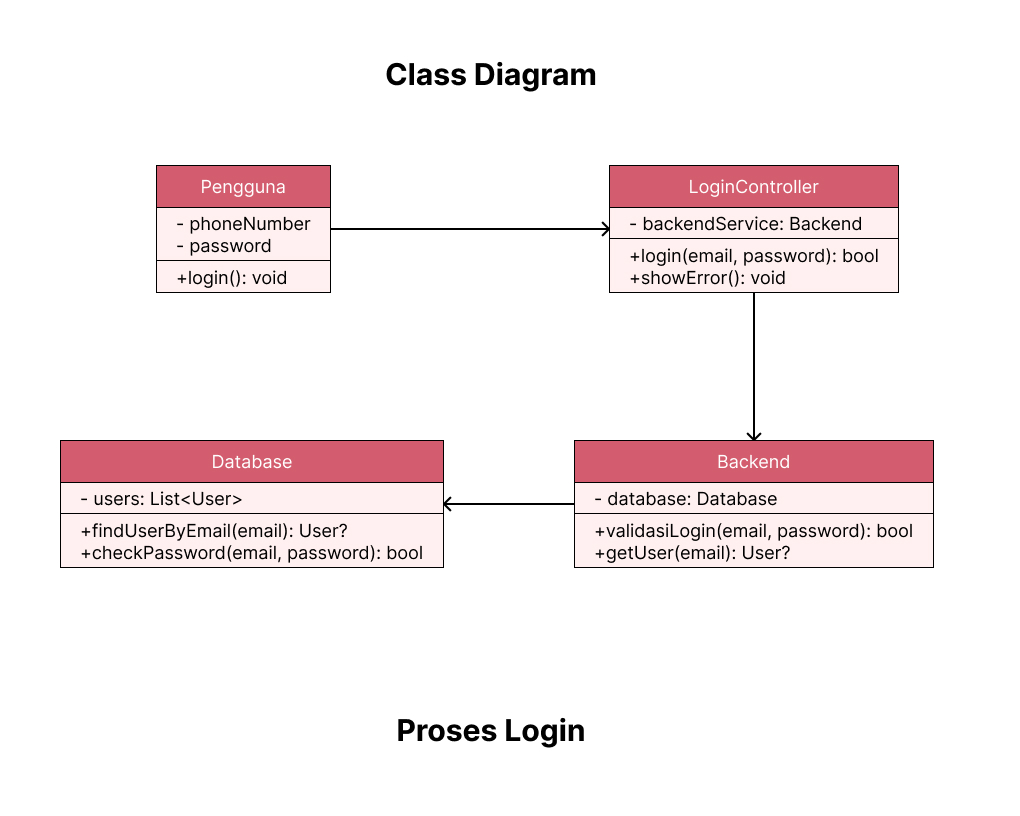 Class Diagram
Pengguna
- phoneNumber
- password
+login(): void
LoginController
- backendService: Backend
+login(email, password): bool
+showError(): void
Database
- users: List<User>
+findUserByEmail(email): User?
+checkPassword(email, password): bool
Backend
- database: Database
+validasiLogin(email, password): bool
+getUser(email): User?
Proses Login